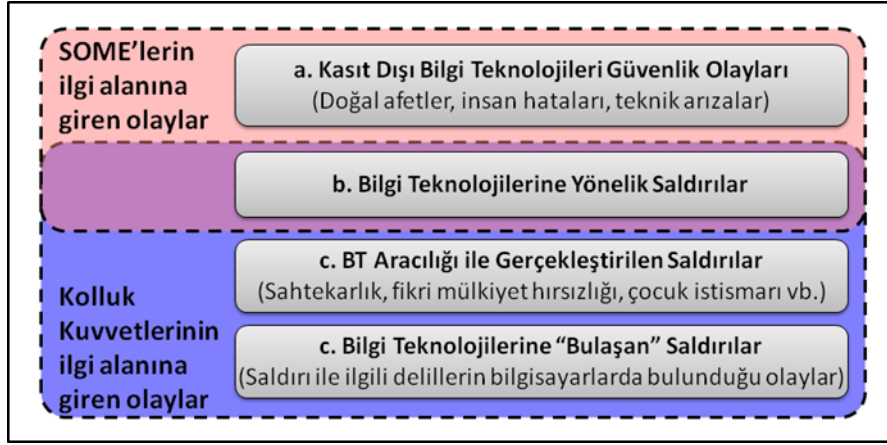 SOME’lerin
ilgi alanına
giren olaylar
a. Kasıt Dışı Bilgi Teknolojileri Güvenlik Olayları
(Doğal afetler, insan hataları, teknik arızalar)
b. Bilgi Teknolojilerine Yönelik Saldırılar
Kolluk
Kuvvetlerinin
ilgi alanına
giren olaylar
c. BT Aracılığı ile Gerçekleştirilen Saldırılar
(Sahtekarlık, fikri mülkiyet hırsızlığı, çocuk istismarı vb.)
c. Bilgi Teknolojilerine “Bulaşan” Saldırılar
(Saldırı ile ilgili delillerin bilgisayarlarda bulunduğu olaylar)